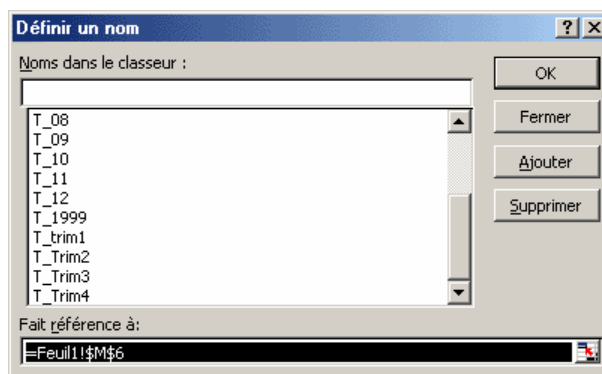 Définir un nom
Noms dans le classeur :
OK
T_08
Fermer
T_09
T_10
Ajouter
T_11
T_12
Supprimer
T_1999
T_trim1
T_Trim2
T_Trim3
T_Trim4
Fait référence à:
=Feuil1!$M$6